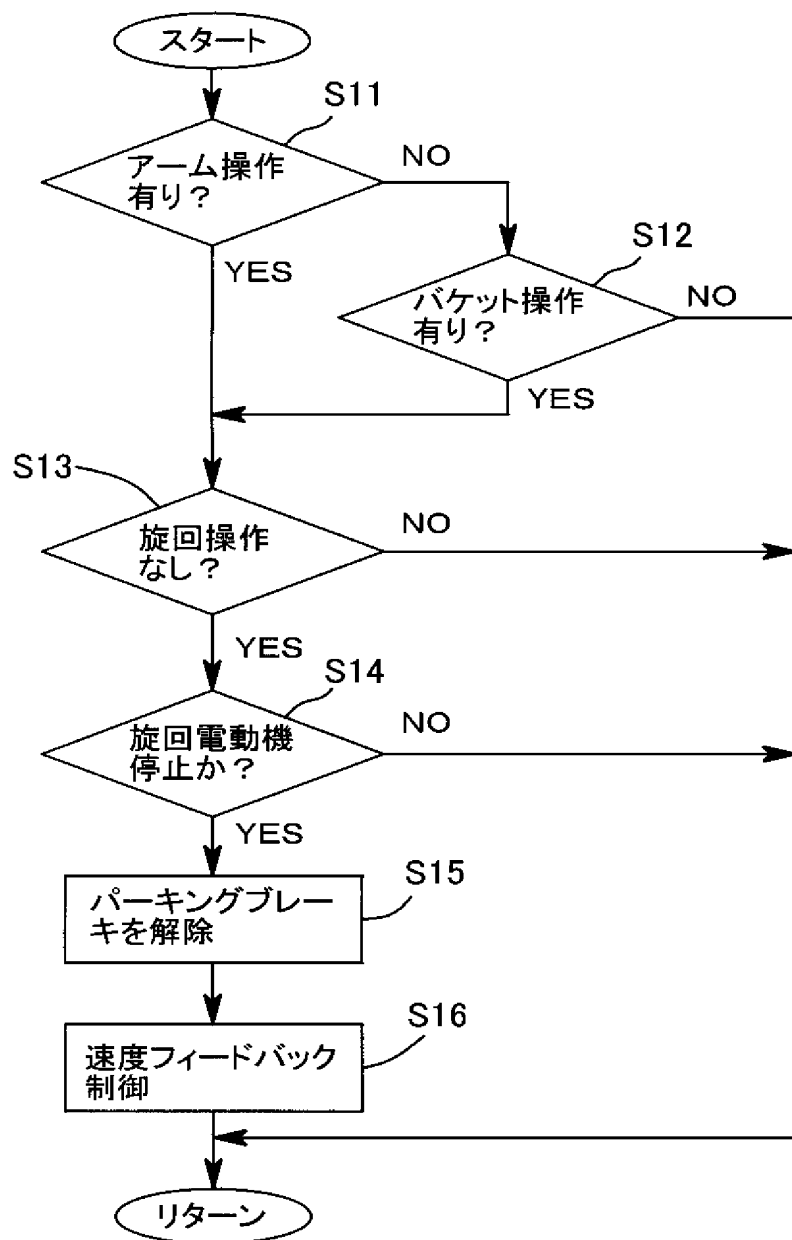 スタート
S11
アーム操作
有り？
NO
YES
S12
バケット操作
有り？
NO
YES
S13
旋回操作
なし？
NO
YES
S14
旋回電動機
停止か？
NO
YES
S15
パーキングブレー
キを解除
S16
速度フィードバック
制御
リターン